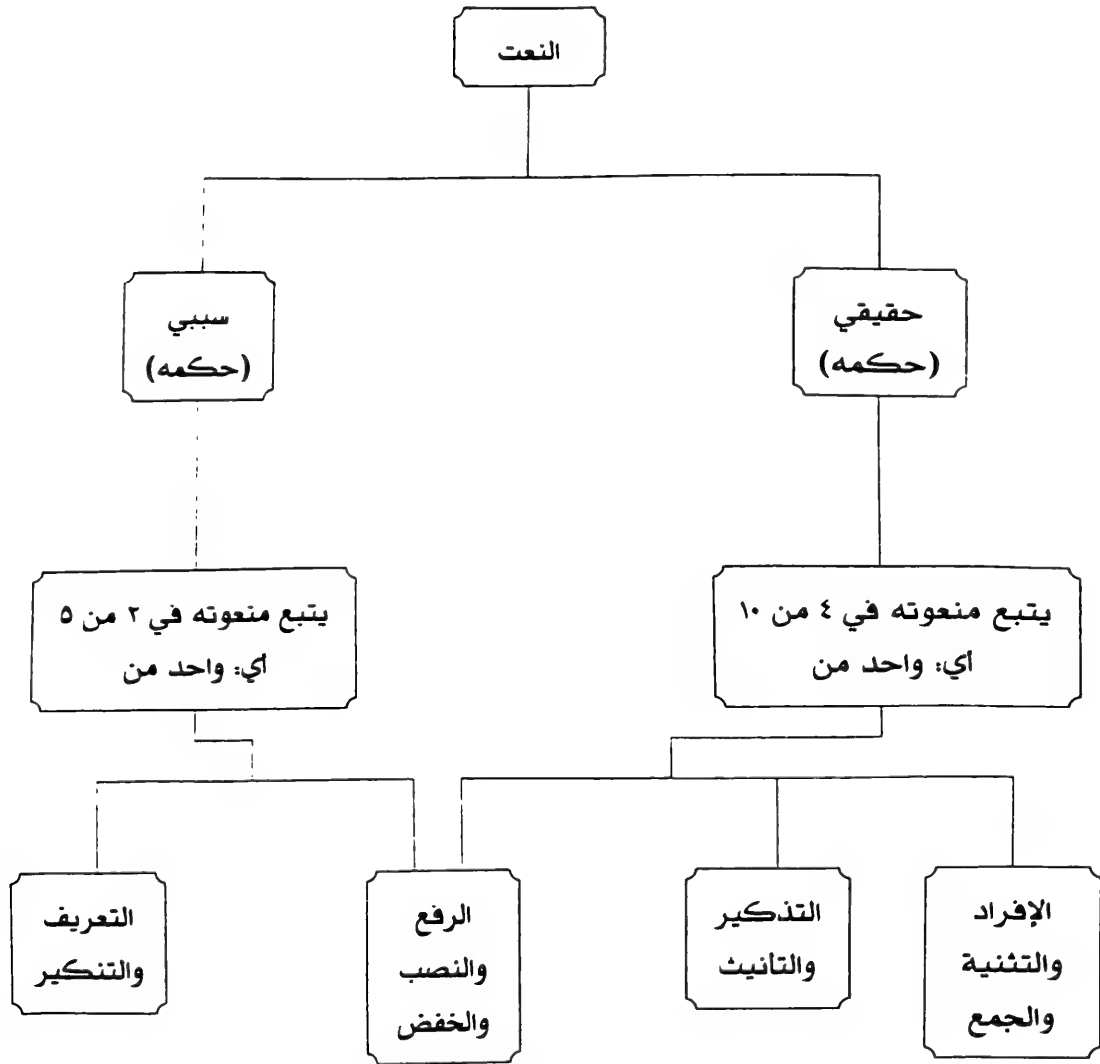 النعت
حقيقي
(حكمه)
سببي
(حكمه)
يتبع منعوته في ٤ من ١٠
أي: واحد من
يتبع منعوته في ٢ من ٥
أي: واحد من
الإفراد
والتثنية
والجمع
التذكير
والتانيث
الرفع
والنصب
والخفض
التعريف
والتنكير